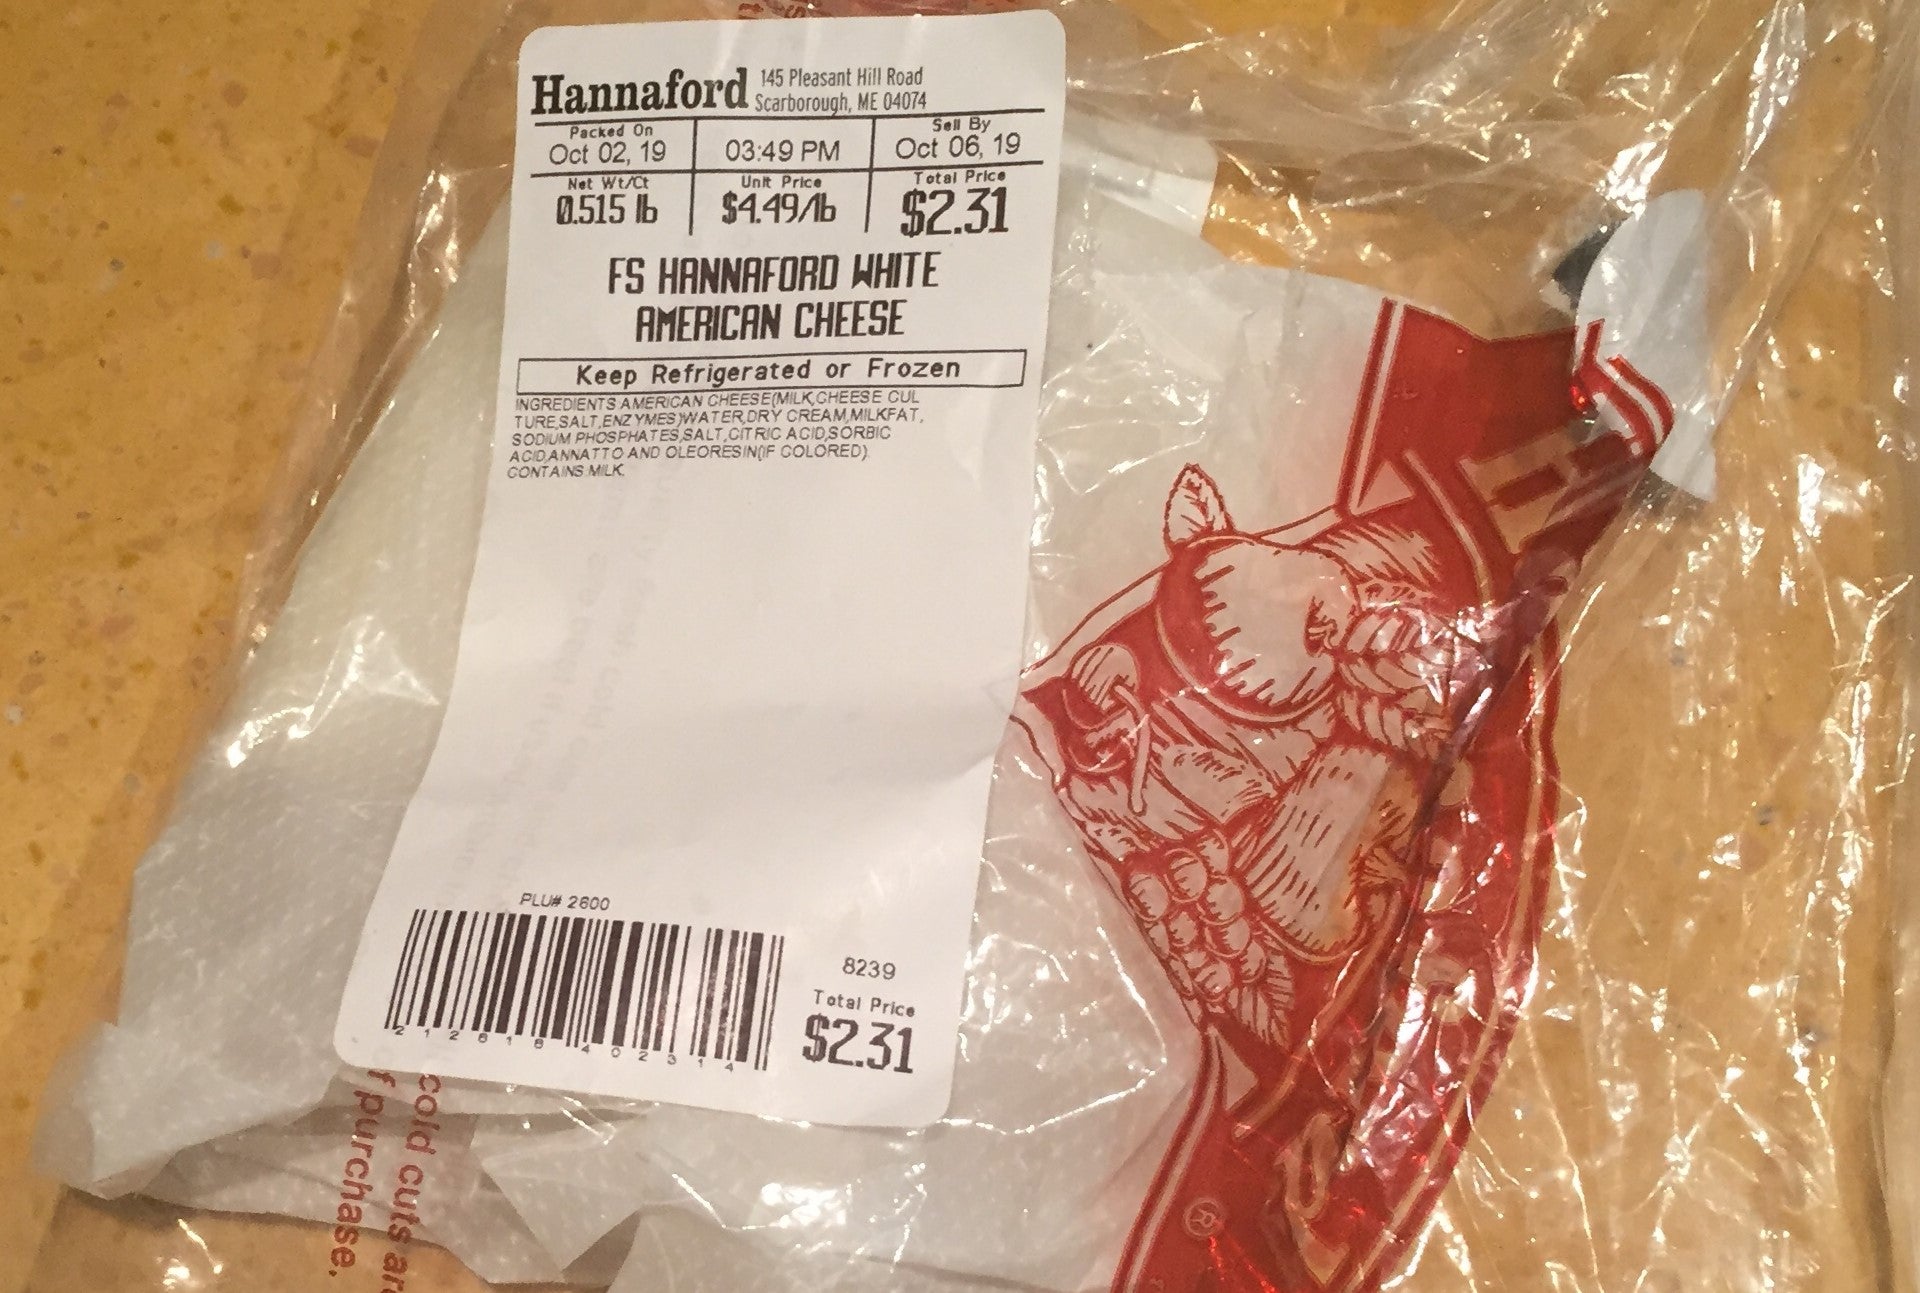 Hannaford 145 Pleasant Hill Road
Scarborough, ME 04074
Packed On
Oct 02, 19
03:49 PM
Sell By
Oct 06, 19
Net Wt/Ct
0.515 lb
Unit Price
$4.49/lb
Total Price
$2.31
FS HANNAFORD WHITE
AMERICAN CHEESE
Keep Refrigerated or Frozen
INGREDIENTS AMERICAN CHEESE(MILK,CHEESE CUL
TURE,SALT,ENZYMES)WATER,DRY CREAM,MILKFAT,
SODIUM PHOSPHATES,SALT,CITRIC ACID,SORBIC
ACID,ANNATTO AND OLEORESIN(IF COLORED).
CONTAINS:MILK.
PLU# 2600
2 12616 40231 4
8239
Total Price
$2.31
cold cuts
purchase.
®